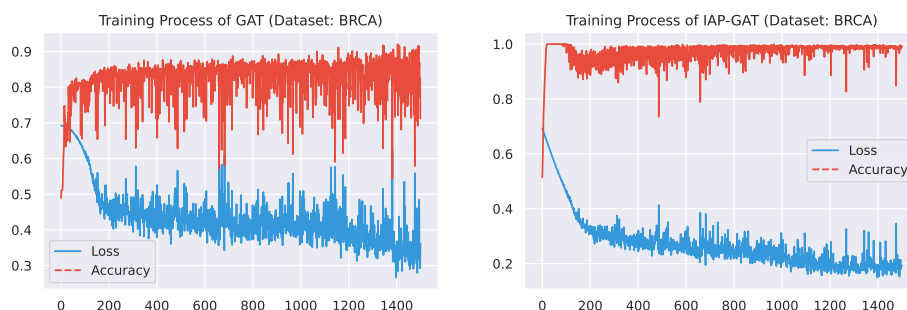 Training Process of GAT (Dataset: BRCA)
0.9
0.8
0.7
0.6
0.5
0.4
0.3
Loss
Accuracy
0 200 400 600 800 1000 1200 1400
Training Process of IAP-GAT (Dataset: BRCA)
1.0
0.8
0.6
0.4
0.2
Loss
Accuracy
0 200 400 600 800 1000 1200 1400